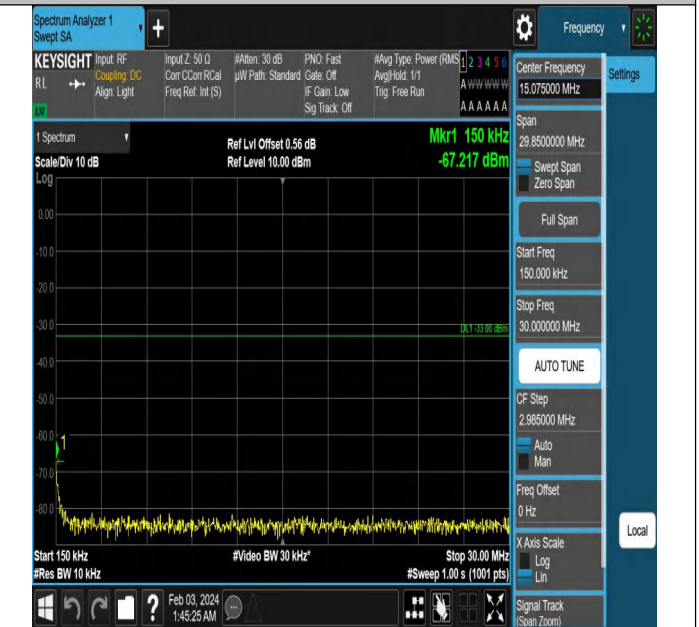 Spectrum Analyzer 1
Swept SA
+
Frequency
KEYSIGHT
RL
LXI
Input: RF
Coupling: DC
Align: Light
Input Z: 50 Ω
Corr CCorr RCal
Freq Ref: Int (S)
#Atten: 30 dB
µW Path: Standard
PNO: Fast
Gate: Off
IF Gain: Low
Sig Track: Off
#Avg Type: Power (RMS
Avg|Hold: 1/1
Trig: Free Run
1 2 3 4 5 6
A W W W W W
A A A A A A
1 Spectrum
Scale/Div 10 dB
Log
Ref Lvl Offset 0.56 dB
Ref Level 10.00 dBm
Mkr1 150 kHz
-67.217 dBm
0.00
-10.0
-20.0
-30.0
DL1 -33.00 dBm
-40.0
-50.0
-60.0
1
-70.0
-80.0
Start 150 kHz
#Res BW 10 kHz
#Video BW 30 kHz*
Stop 30.00 MHz
#Sweep 1.00 s (1001 pts)
?
Feb 03, 2024
1:45:25 AM
Center Frequency
15.075000 MHz
Settings
Span
29.8500000 MHz
Swept Span
Zero Span
Full Span
Start Freq
150.000 kHz
Stop Freq
30.000000 MHz
AUTO TUNE
CF Step
2.985000 MHz
Auto
Man
Freq Offset
0 Hz
Local
X Axis Scale
Log
Lin
Signal Track
(Span Zoom)